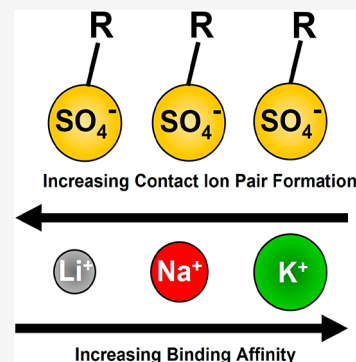 R R R
SO₄⁻ SO₄⁻ SO₄⁻
Increasing Contact Ion Pair Formation
Li⁺ Na⁺ K⁺
Increasing Binding Affinity